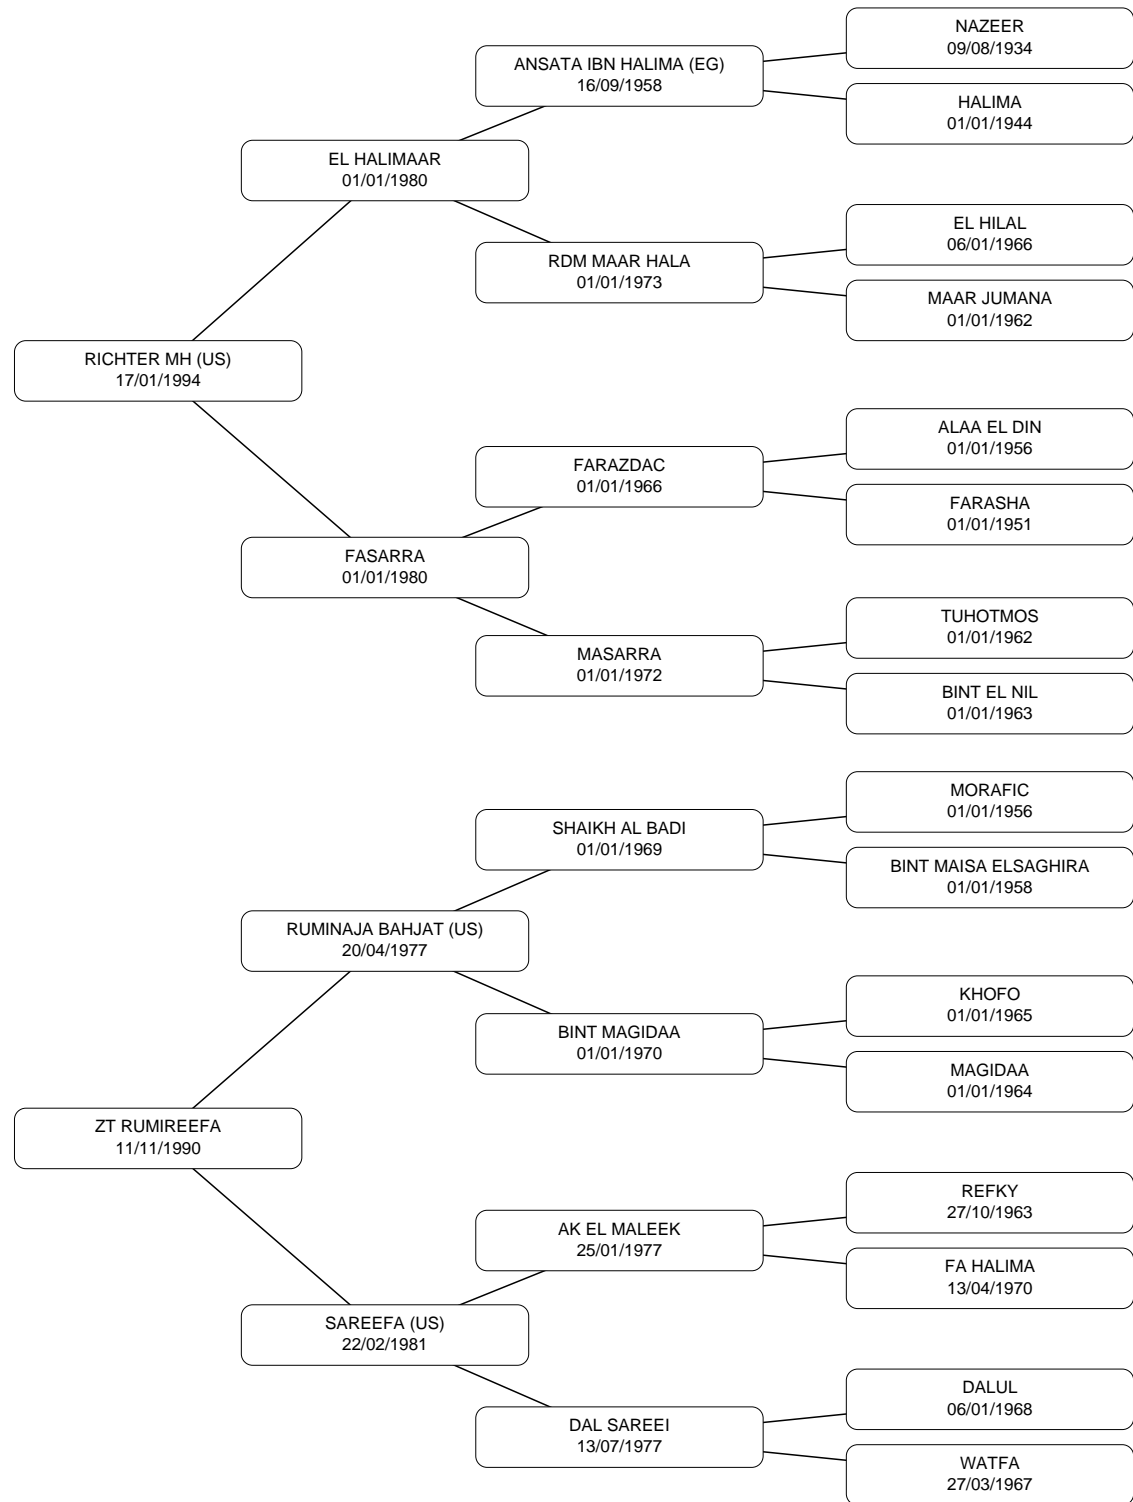 NAZEER
09/08/1934
ANSATA IBN HALIMA (EG)
16/09/1958
HALIMA
01/01/1944
EL HALIMAAR
01/01/1980
EL HILAL
06/01/1966
RDM MAAR HALA
01/01/1973
MAAR JUMANA
01/01/1962
RICHTER MH (US)
17/01/1994
ALAA EL DIN
01/01/1956
FARAZDAC
01/01/1966
FARASHA
01/01/1951
FASARRA
01/01/1980
TUHOTMOS
01/01/1962
MASARRA
01/01/1972
BINT EL NIL
01/01/1963
MORAFIC
01/01/1956
SHAIKH AL BADI
01/01/1969
BINT MAISA ELSAGHIRA
01/01/1958
RUMINAJA BAHJAT (US)
20/04/1977
KHOFO
01/01/1965
BINT MAGIDAA
01/01/1970
MAGIDAA
01/01/1964
ZT RUMIREEFA
11/11/1990
REFKY
27/10/1963
AK EL MALEEK
25/01/1977
FA HALIMA
13/04/1970
SAREEFA (US)
22/02/1981
DALUL
06/01/1968
DAL SAREEI
13/07/1977
WATFA
27/03/1967